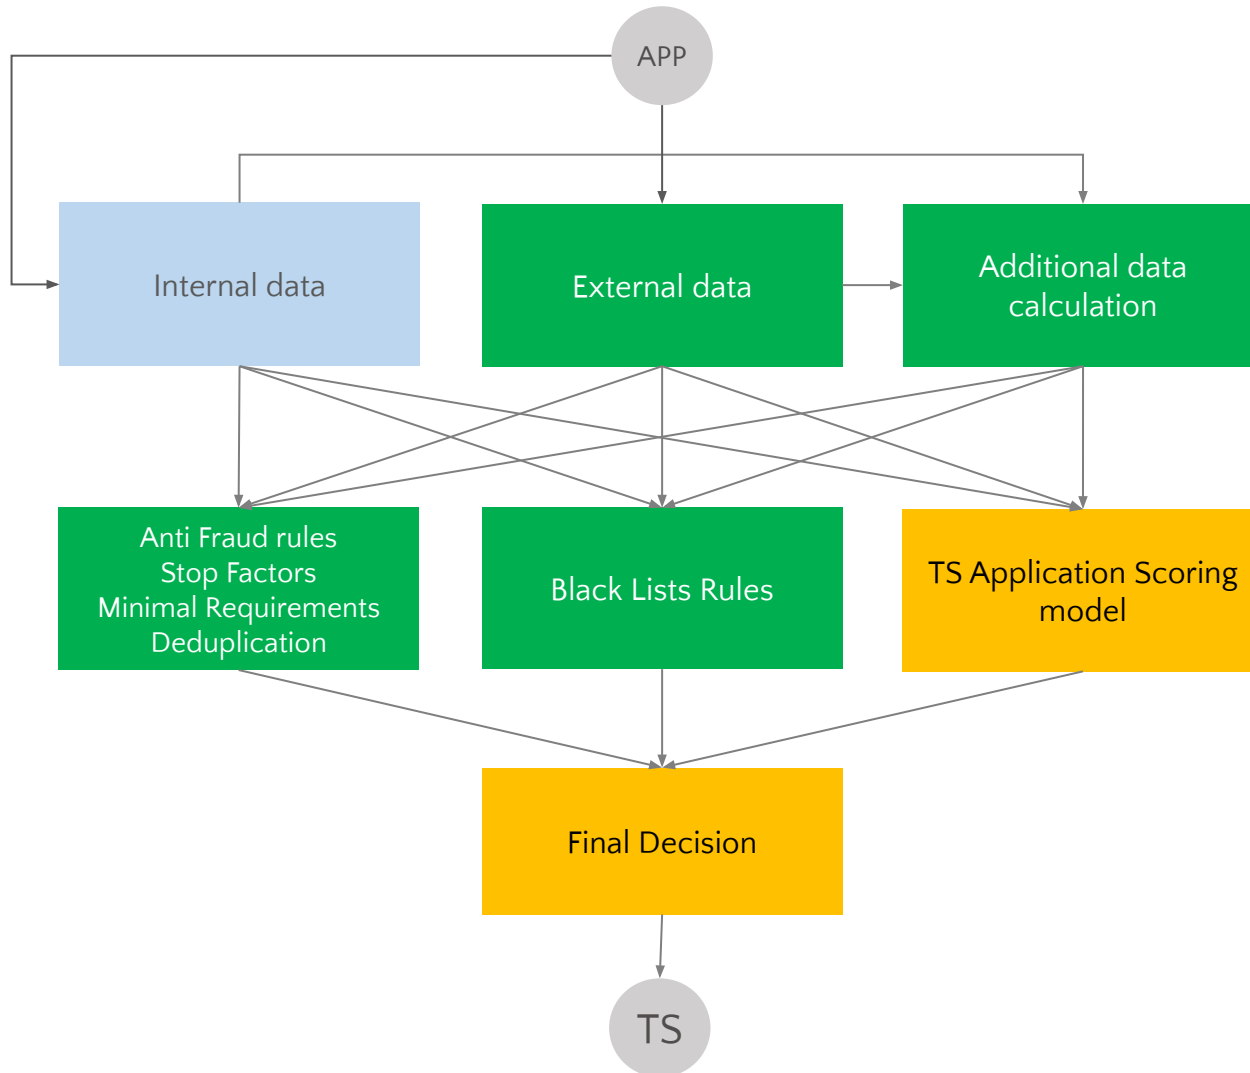 APP
Internal data
External data
Additional data
calculation
Anti Fraud rules
Stop Factors
Minimal Requirements
Deduplication
Black Lists Rules
TS Application Scoring
model
Final Decision
TS